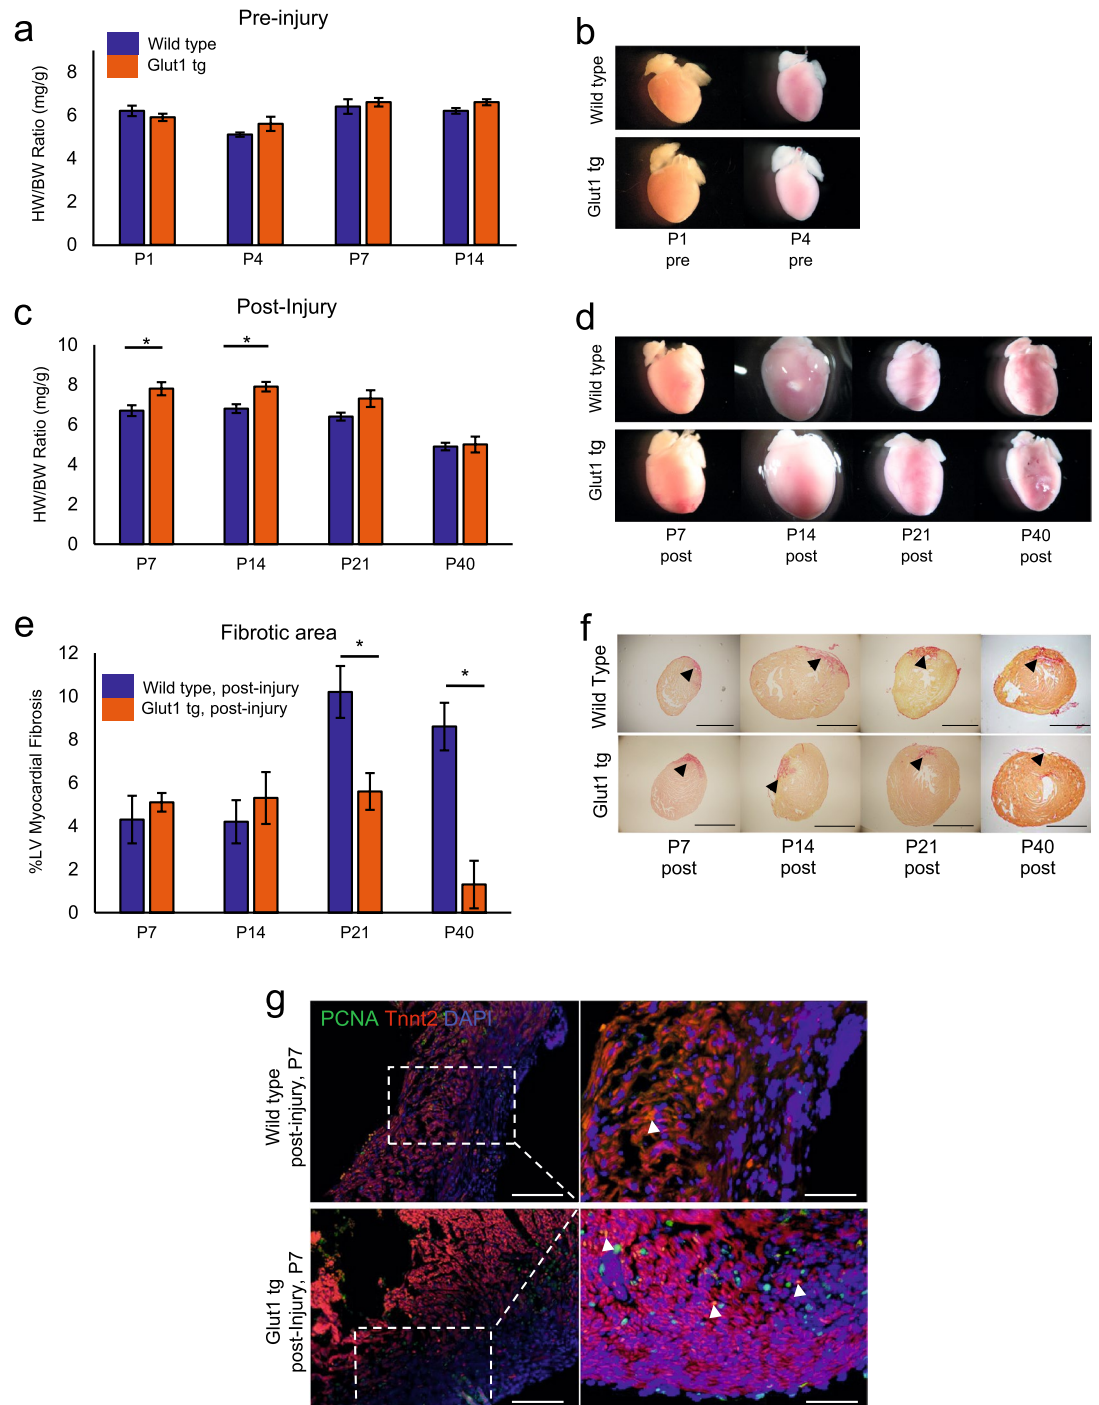 a
Pre-injury
Wild type
Glut1 tg
HW/BW Ratio (mg/g)
8
6
4
2
0
P1
P4
P7
P14
b
Wild type
Glut1 tg
P1
pre
P4
pre
c
Post-Injury
HW/BW Ratio (mg/g)
10
8
6
4
2
0
*
*
P7
P14
P21
P40
d
Wild type
Glut1 tg
P7
post
P14
post
P21
post
P40
post
e
Fibrotic area
Wild type, post-injury
Glut1 tg, post-injury
%LV Myocardial Fibrosis
12
10
8
6
4
2
0
*
*
P7
P14
P21
P40
f
Wild Type
Glut1 tg
P7
post
P14
post
P21
post
P40
post
g
PCNA Tnnt2 DAPI
Wild type
post-injury, P7
Glut1 tg
post-Injury, P7